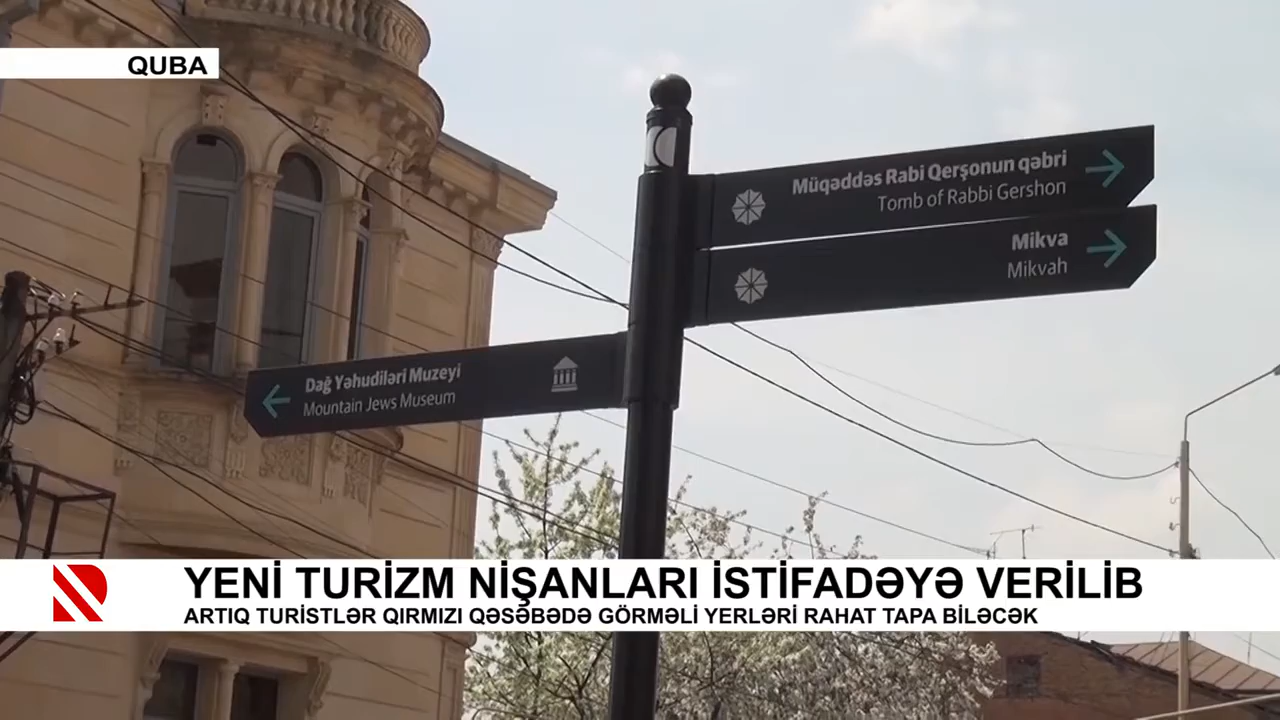 QUBA
Müqəddəs Rabi Qerşonun qəbri
Tomb of Rabbi Gershon
Mikva
Mikvah
Dağ Yəhudiləri Muzeyi
Mountain Jews Museum
YENİ TURİZM NİŞANLARI İSTİFADƏYƏ VERİLİB
ARTIQ TURİSTLƏR QIRMIZI QƏSƏBƏDƏ GÖRMƏLİ YERLƏRİ RAHAT TAPA BİLƏCƏK